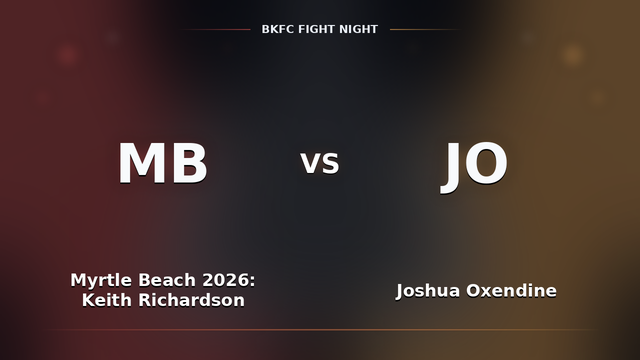 BKFC FIGHT NIGHT
MB
VS
JO
Myrtle Beach 2026:
Keith Richardson
Joshua Oxendine